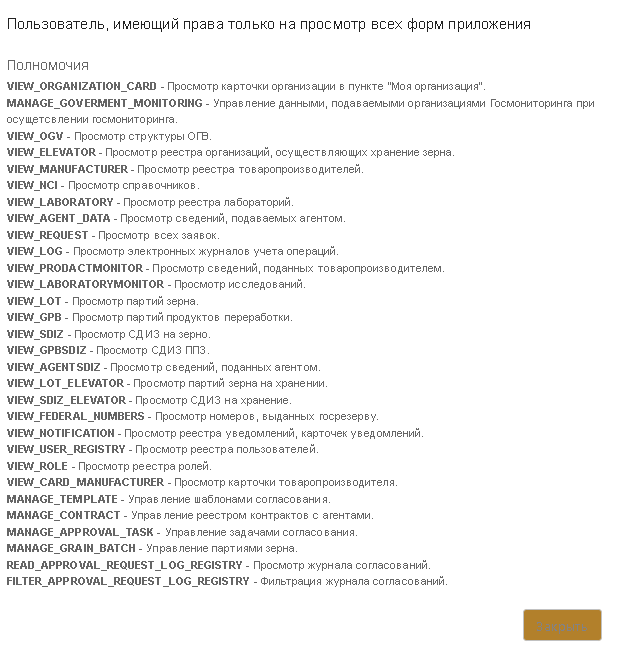 Пользователь, имеющий права только на просмотр всех форм приложения
Полномочия
VIEW_ORGANIZATION_CARD - Просмотр карточки организации в пункте "Моя организация".
MANAGE_GOVERMENT_MONITORING - Управление данными, подаваемыми организациями Госмониторинга при
осуществлении госмониторинга.
VIEW_OGV - Просмотр структуры ОГВ.
VIEW_ELEVATOR - Просмотр реестра организаций, осуществляющих хранение зерна.
VIEW_MANUFACTURER - Просмотр реестра товаропроизводителей.
VIEW_NCI - Просмотр справочников.
VIEW_LABORATORY - Просмотр реестра лабораторий.
VIEW_AGENT_DATA - Просмотр сведений, подаваемых агентом.
VIEW_REQUEST - Просмотр всех заявок.
VIEW_LOG - Просмотр электронных журналов учета операций.
VIEW_PRODACTMONITOR - Просмотр сведений, поданных товаропроизводителем.
VIEW_LABORATORYMONITOR - Просмотр исследований.
VIEW_LOT - Просмотр партий зерна.
VIEW_GPB - Просмотр партий продуктов переработки.
VIEW_SDIZ - Просмотр СДИЗ на зерно.
VIEW_GPBSDIZ - Просмотр СДИЗ ППЗ.
VIEW_AGENTSDIZ - Просмотр сведений, поданных агентом.
VIEW_LOT_ELEVATOR - Просмотр партий зерна на хранении.
VIEW_SDIZ_ELEVATOR - Просмотр СДИЗ на хранение.
VIEW_FEDERAL_NUMBERS - Просмотр номеров, выданных госрезерву.
VIEW_NOTIFICATION - Просмотр реестра уведомлений, карточек уведомлений.
VIEW_USER_REGISTRY - Просмотр реестра пользователей.
VIEW_ROLE - Просмотр реестра ролей.
VIEW_CARD_MANUFACTURER - Просмотр карточки товаропроизводителя.
MANAGE_TEMPLATE - Управление шаблонами согласования.
MANAGE_CONTRACT - Управление реестром контрактов с агентами.
MANAGE_APPROVAL_TASK - Управление задачами согласования.
MANAGE_GRAIN_BATCH - Управление партиями зерна.
READ_APPROVAL_REQUEST_LOG_REGISTRY - Просмотр журнала согласований.
FILTER_APPROVAL_REQUEST_LOG_REGISTRY - Фильтрация журнала согласований.